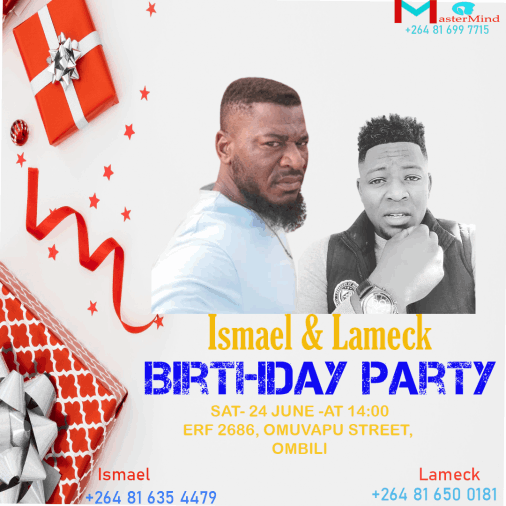 MasterMind
+264 81 699 7715
Ismael & Lameck
BIRTHDAY PARTY
SAT- 24 JUNE -AT 14:00
ERF 2686, OMUVAPU STREET,
OMBILI
Ismael
+264 81 635 4479
Lameck
+264 81 650 0181